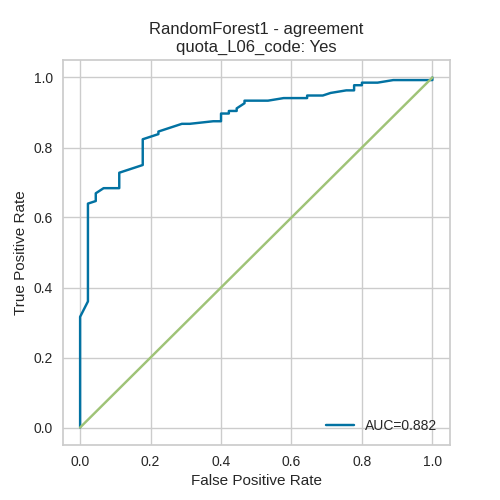 RandomForest1 - agreement
quota_L06_code: Yes
True Positive Rate
1.0
0.8
0.6
0.4
0.2
0.0
AUC=0.882
0.0 0.2 0.4 0.6 0.8 1.0
False Positive Rate